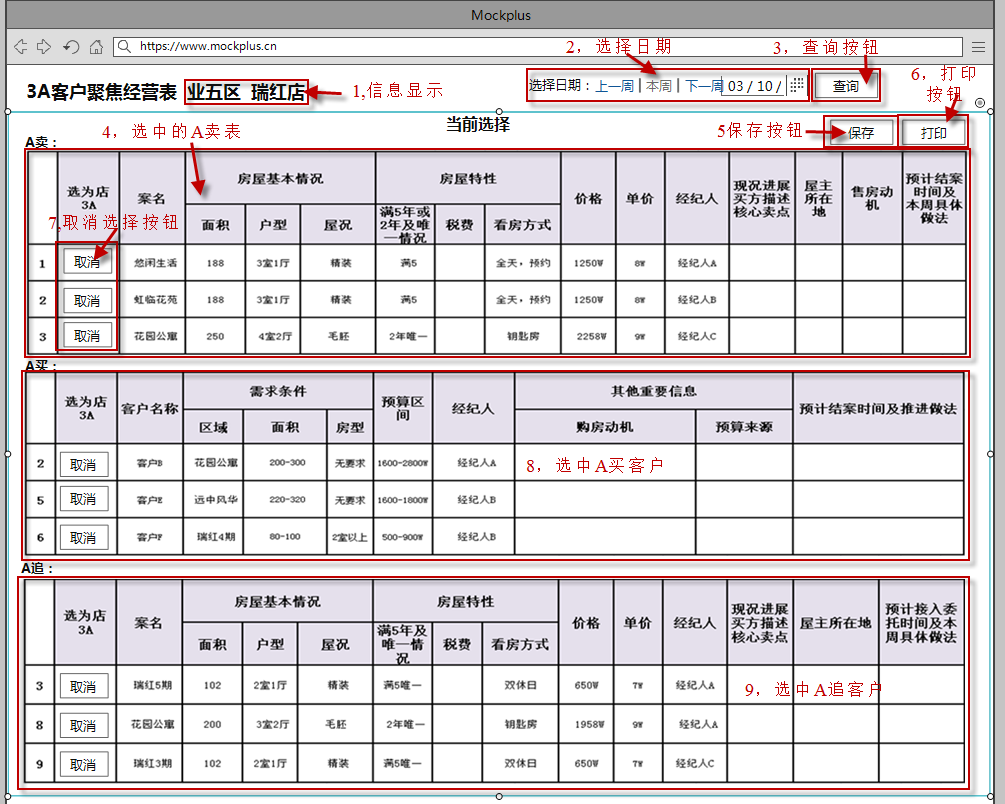 Mockplus
https://www.mockplus.cn
2，选择日期
3，查询按钮
6，打印
按钮
3A客户聚焦经营表 业五区 瑞红店
1,信息显示
选择日期：上一周 | 本周 | 下一周 03 / 10 /
查询
当前选择
4，选中的A卖表
5保存按钮
保存
打印
A卖：
选为店3A 案名 房屋基本情况 房屋特性 价格 单价 经纪人 现况进展买方描述核心卖点 屋主所在地 售房动机 预计结案时间及本周具体做法
面积 户型 屋况 满5年或2年及唯一情况 税费 看房方式
7,取消选择按钮
1 取消 悠闲生活 188 3室1厅 精装 满5 全天，预约 1250W 8W 经纪人A
2 取消 虹临花苑 188 3室1厅 精装 满5 全天，预约 1250W 8W 经纪人B
3 取消 花园公寓 250 4室2厅 毛胚 2年唯一 钥匙房 2258W 9W 经纪人C
A买：
选为店3A 客户名称 需求条件 预算区间 经纪人 其他重要信息 预计结案时间及推进做法
区域 面积 房型 购房动机 预算来源
2 取消 客户B 花园公寓 200-300 无要求 1600-2800W 经纪人A
8，选中A买客户
5 取消 客户E 远中风华 220-320 无要求 1600-1800W 经纪人B
6 取消 客户F 瑞红4期 80-100 2室以上 500-900W 经纪人B
A追：
选为店3A 案名 房屋基本情况 房屋特性 价格 单价 经纪人 现况进展买方描述核心卖点 屋主所在地 预计接入委托时间及本周具体做法
面积 户型 屋况 满5年及唯一情况 税费 看房方式
3 取消 瑞红5期 102 2室1厅 精装 满5唯一 双休日 650W 7W 经纪人A
9，选中A追客户
8 取消 花园公寓 200 3室2厅 毛胚 2年唯一 钥匙房 1958W 9W 经纪人A
9 取消 瑞红3期 102 2室1厅 精装 满5唯一 双休日 650W 7W 经纪人C